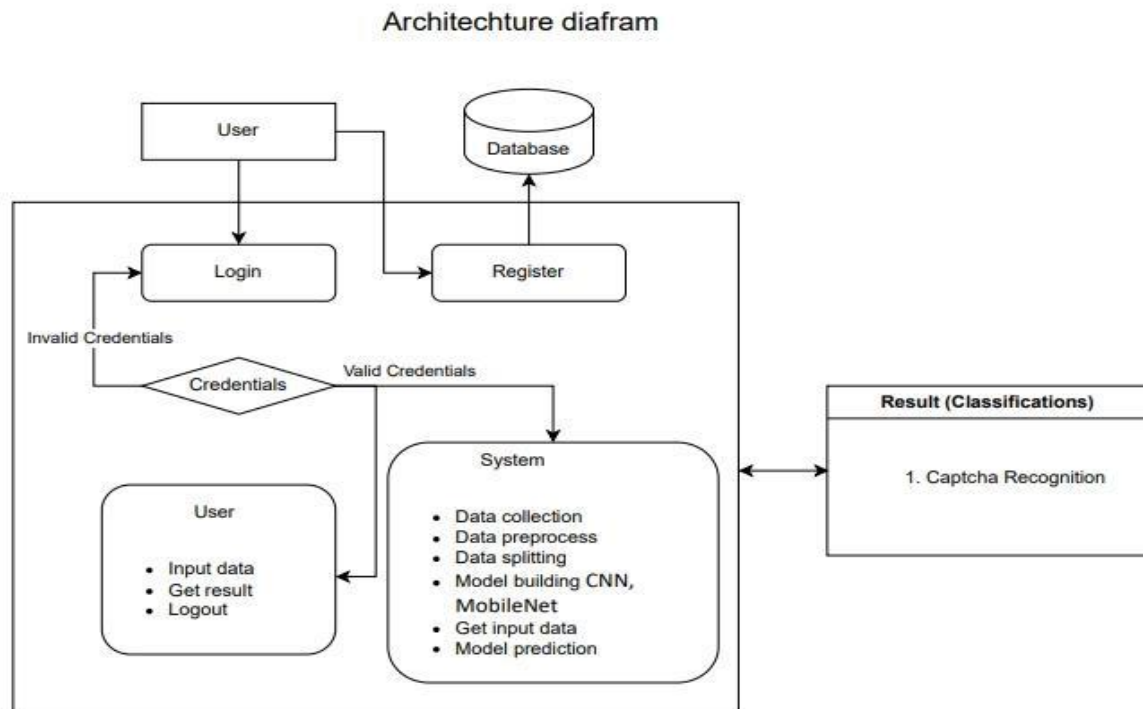 Architechture diafram
User
Database
Login
Register
Invalid Credentials
Credentials
Valid Credentials
System
• Data collection
• Data preprocess
• Data splitting
• Model building CNN,
MobileNet
• Get input data
• Model prediction
User
• Input data
• Get result
• Logout
Result (Classifications)
1. Captcha Recognition